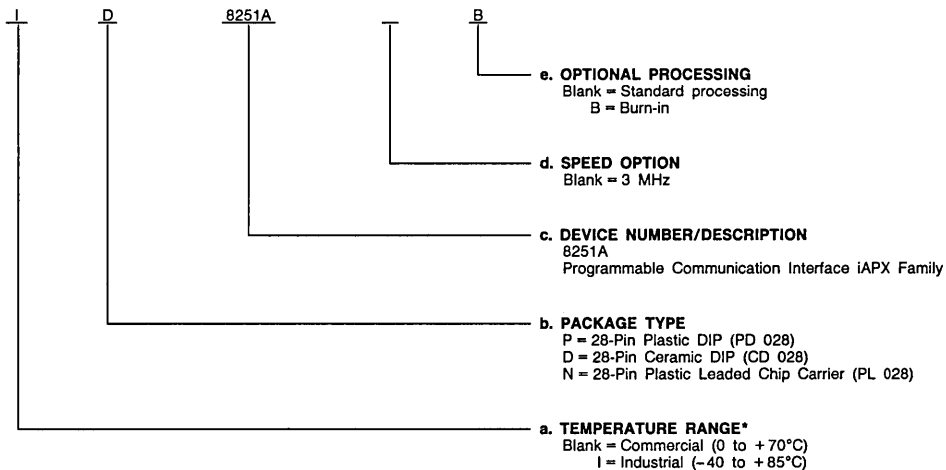 I D 8251A B
e. OPTIONAL PROCESSING
Blank = Standard processing
B = Burn-in
d. SPEED OPTION
Blank = 3 MHz
c. DEVICE NUMBER/DESCRIPTION
8251A
Programmable Communication Interface iAPX Family
b. PACKAGE TYPE
P = 28-Pin Plastic DIP (PD 028)
D = 28-Pin Ceramic DIP (CD 028)
N = 28-Pin Plastic Leaded Chip Carrier (PL 028)
a. TEMPERATURE RANGE*
Blank = Commercial (0 to +70°C)
I = Industrial (−40 to +85°C)